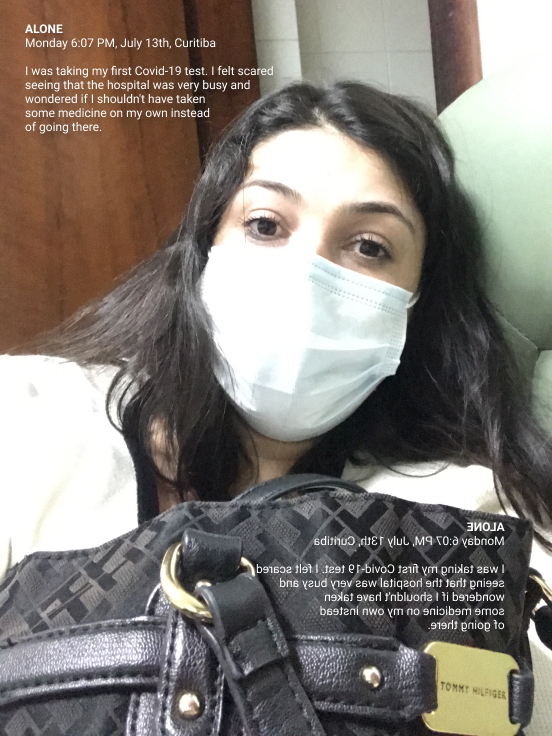 ALONE
Monday 6:07 PM, July 13th, Curitiba
I was taking my first Covid-19 test. I felt scared
seeing that the hospital was very busy and
wondered if I shouldn't have taken
some medicine on my own instead
of going there.
ALONE
Monday 6:07 PM, July 13th, Curitiba
I was taking my first Covid-19 test. I felt scared
seeing that the hospital was very busy and
wondered if I shouldn't have taken
some medicine on my own instead
of going there.
TOMMY HILFIGER